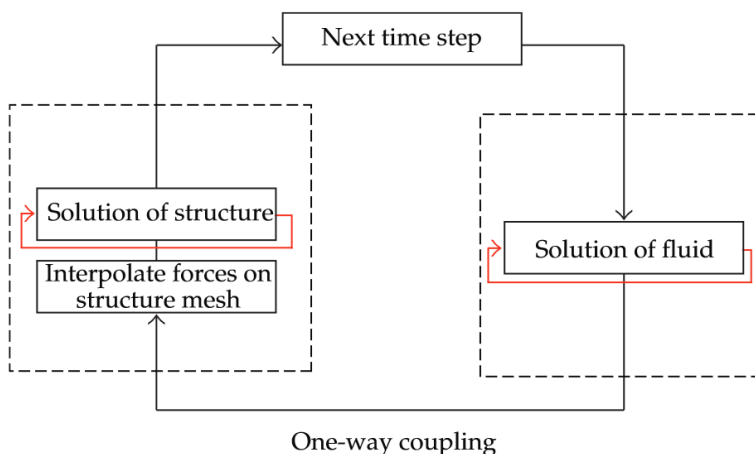 Next time step
Solution of structure
Interpolate forces on
structure mesh
Solution of fluid
One-way coupling